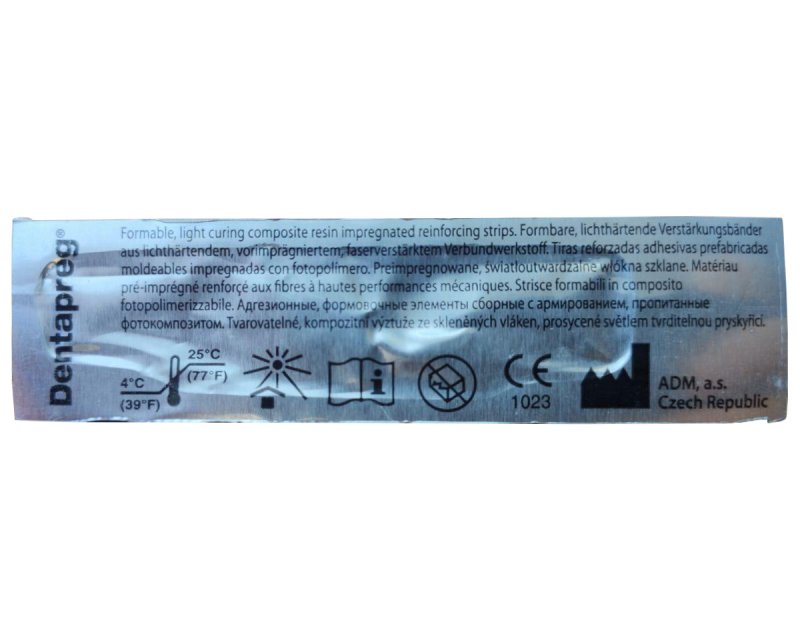 Dentapreg®
Formable, light curing composite resin impregnated reinforcing strips. Formbare, lichthärtende Verstärkungsbänder
aus lichthärtendem, vorimprägniertem, faserverstärktem Verbundwerkstoff. Tiras reforzadas adhesivas prefabricadas
moldeables impregnadas con fotopolímero. Preimpregnowane, światłoutwardzalne włókna szklane. Matériau
pré-imprégné renforçé aux fibres à hautes performances mécaniques. Strisce formabili in composito
fotopolimerizzabile. Адгезионные, формовочные элементы сборные с армированием, пропитанные
фотокомпозитом. Tvarovatelné, kompozitní výztuže ze skleněných vláken, prosycené světlem tvrditelnou pryskyřicí.
25°C
(77°F)
4°C
(39°F)
i
CE
1023
ADM, a.s.
Czech Republic